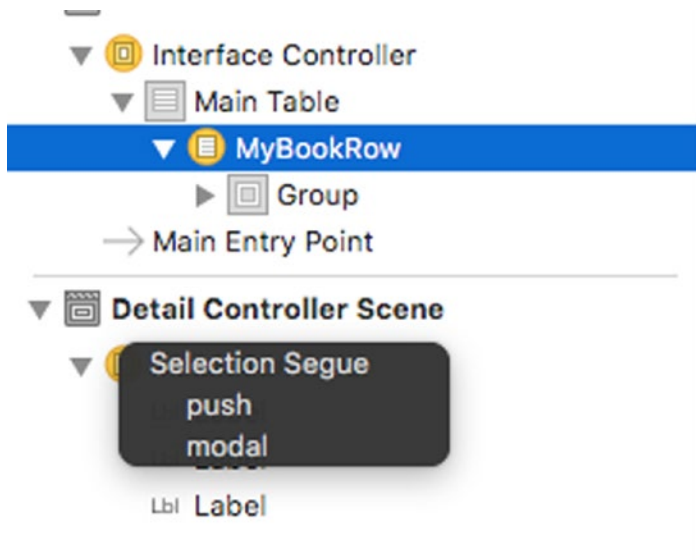 Interface Controller
Main Table
MyBookRow
Group
Main Entry Point
Detail Controller Scene
Selection Segue
push
modal
Lbl Label